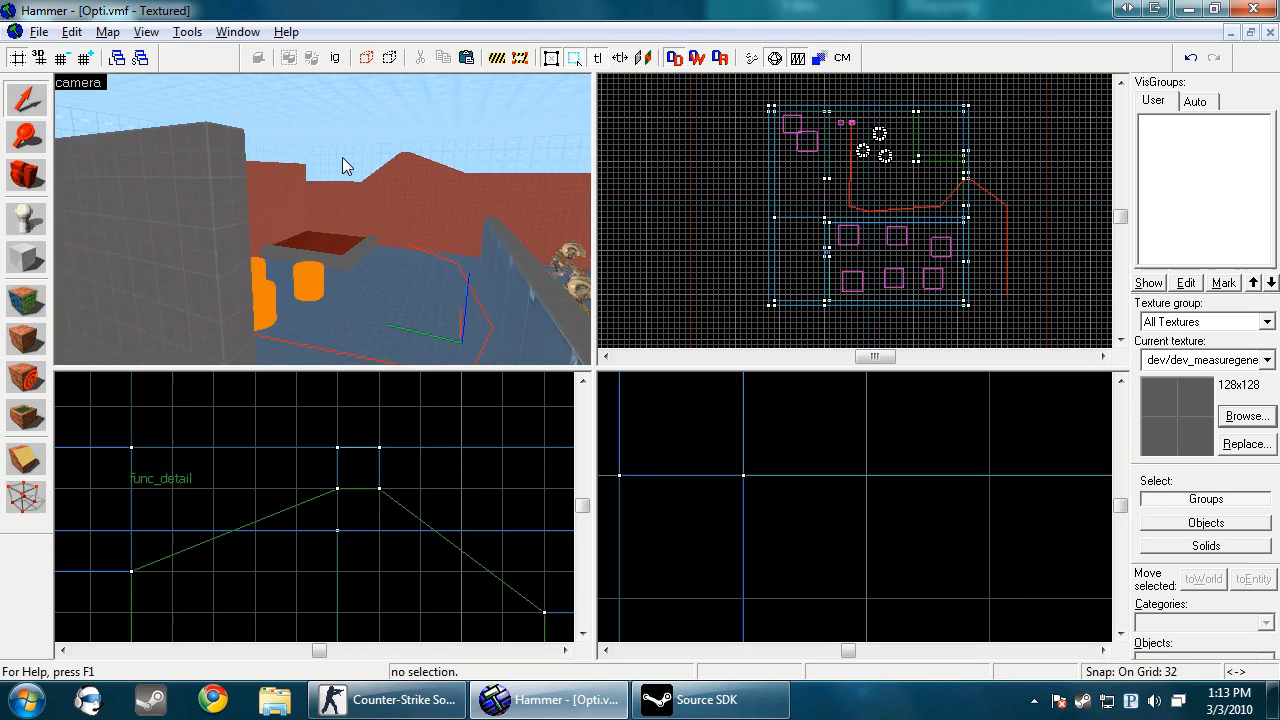 Hammer - [Opti.vmf - Textured]
File Edit Map View Tools Window Help
camera
func_detail
VisGroups:
User Auto
Show Edit Mark
Texture group:
All Textures
Current texture:
dev//dev_measuregene
128x128
Browse...
Replace...
Select:
Groups
Objects
Solids
Move selected:
toWorld toEntity
Categories:
Objects:
For Help, press F1 no selection. Snap: On Grid: 32 <->
Counter-Strike So... Hammer - [Opti.v... Source SDK
1:13 PM
3/3/2010